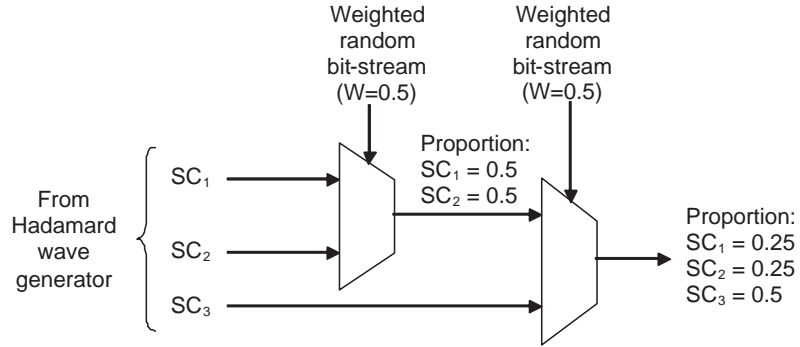 Weighted
random
bit-stream
(W=0.5)
Weighted
random
bit-stream
(W=0.5)
From
Hadamard
wave
generator
SC₁
SC₂
SC₃
Proportion:
SC₁ = 0.5
SC₂ = 0.5
Proportion:
SC₁ = 0.25
SC₂ = 0.25
SC₃ = 0.5